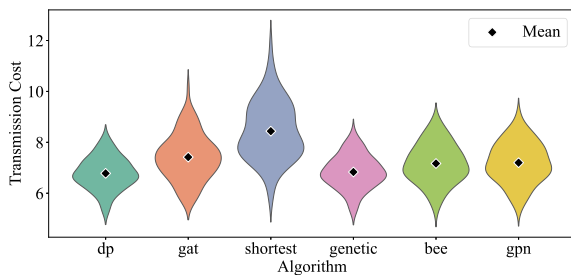 Transmission Cost
12
10
8
6
Mean
dp gat shortest genetic bee gpn
Algorithm